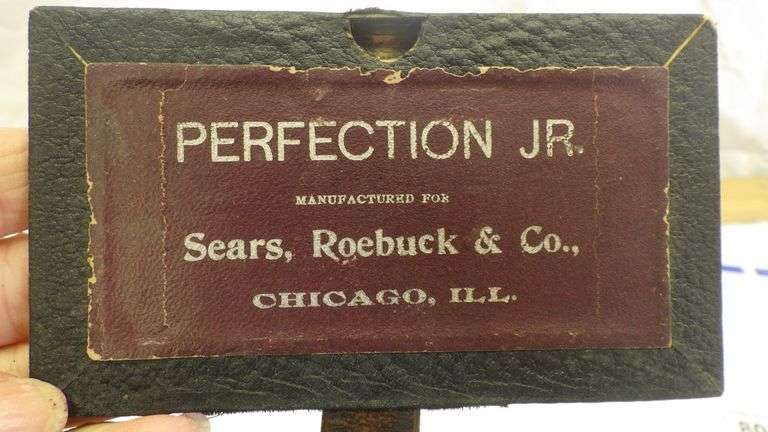 PERFECTION JR.
MANUFACTURED FOR
Sears, Roebuck & Co.,
CHICAGO, ILL.